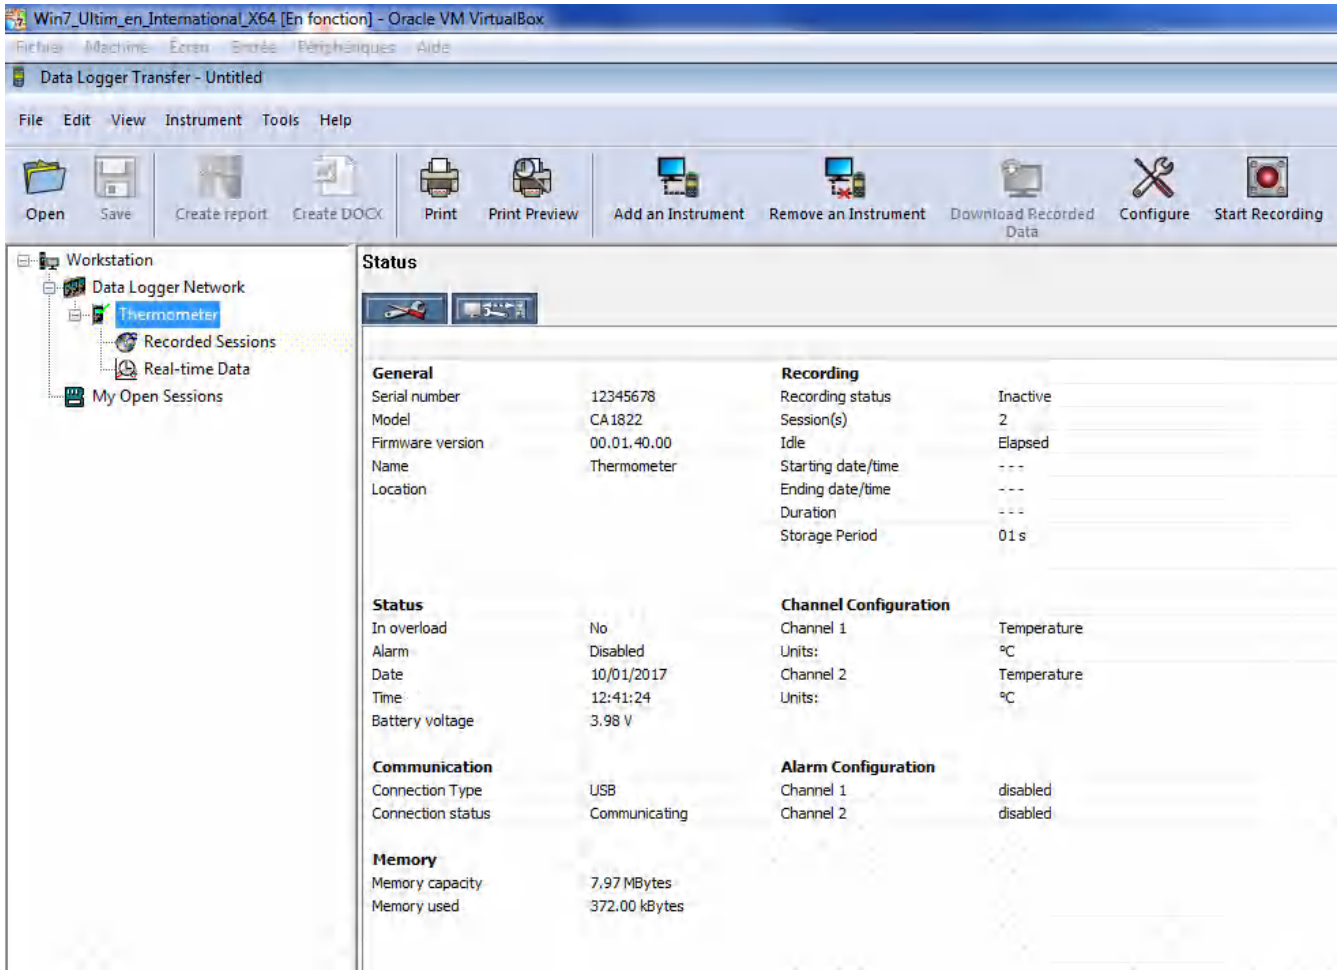 Win7_Ultim_en_International_X64 [En fonction] - Oracle VM VirtualBox
Fichier Machine Écran Entrée Périphériques Aide
Data Logger Transfer - Untitled
File Edit View Instrument Tools Help
Open Save Create report Create DOCX Print Print Preview Add an Instrument Remove an Instrument Download Recorded Data Configure Start Recording
Workstation
Data Logger Network
Thermometer
Recorded Sessions
Real-time Data
My Open Sessions
Status
General
Serial number 12345678
Model CA1822
Firmware version 00.01.40.00
Name Thermometer
Location
Recording
Recording status Inactive
Session(s) 2
Idle Elapsed
Starting date/time - - -
Ending date/time - - -
Duration - - -
Storage Period 01 s
Status
In overload No
Alarm Disabled
Date 10/01/2017
Time 12:41:24
Battery voltage 3.98 V
Channel Configuration
Channel 1 Temperature
Units: ºC
Channel 2 Temperature
Units: ºC
Communication
Connection Type USB
Connection status Communicating
Alarm Configuration
Channel 1 disabled
Channel 2 disabled
Memory
Memory capacity 7.97 MBytes
Memory used 372.00 kBytes